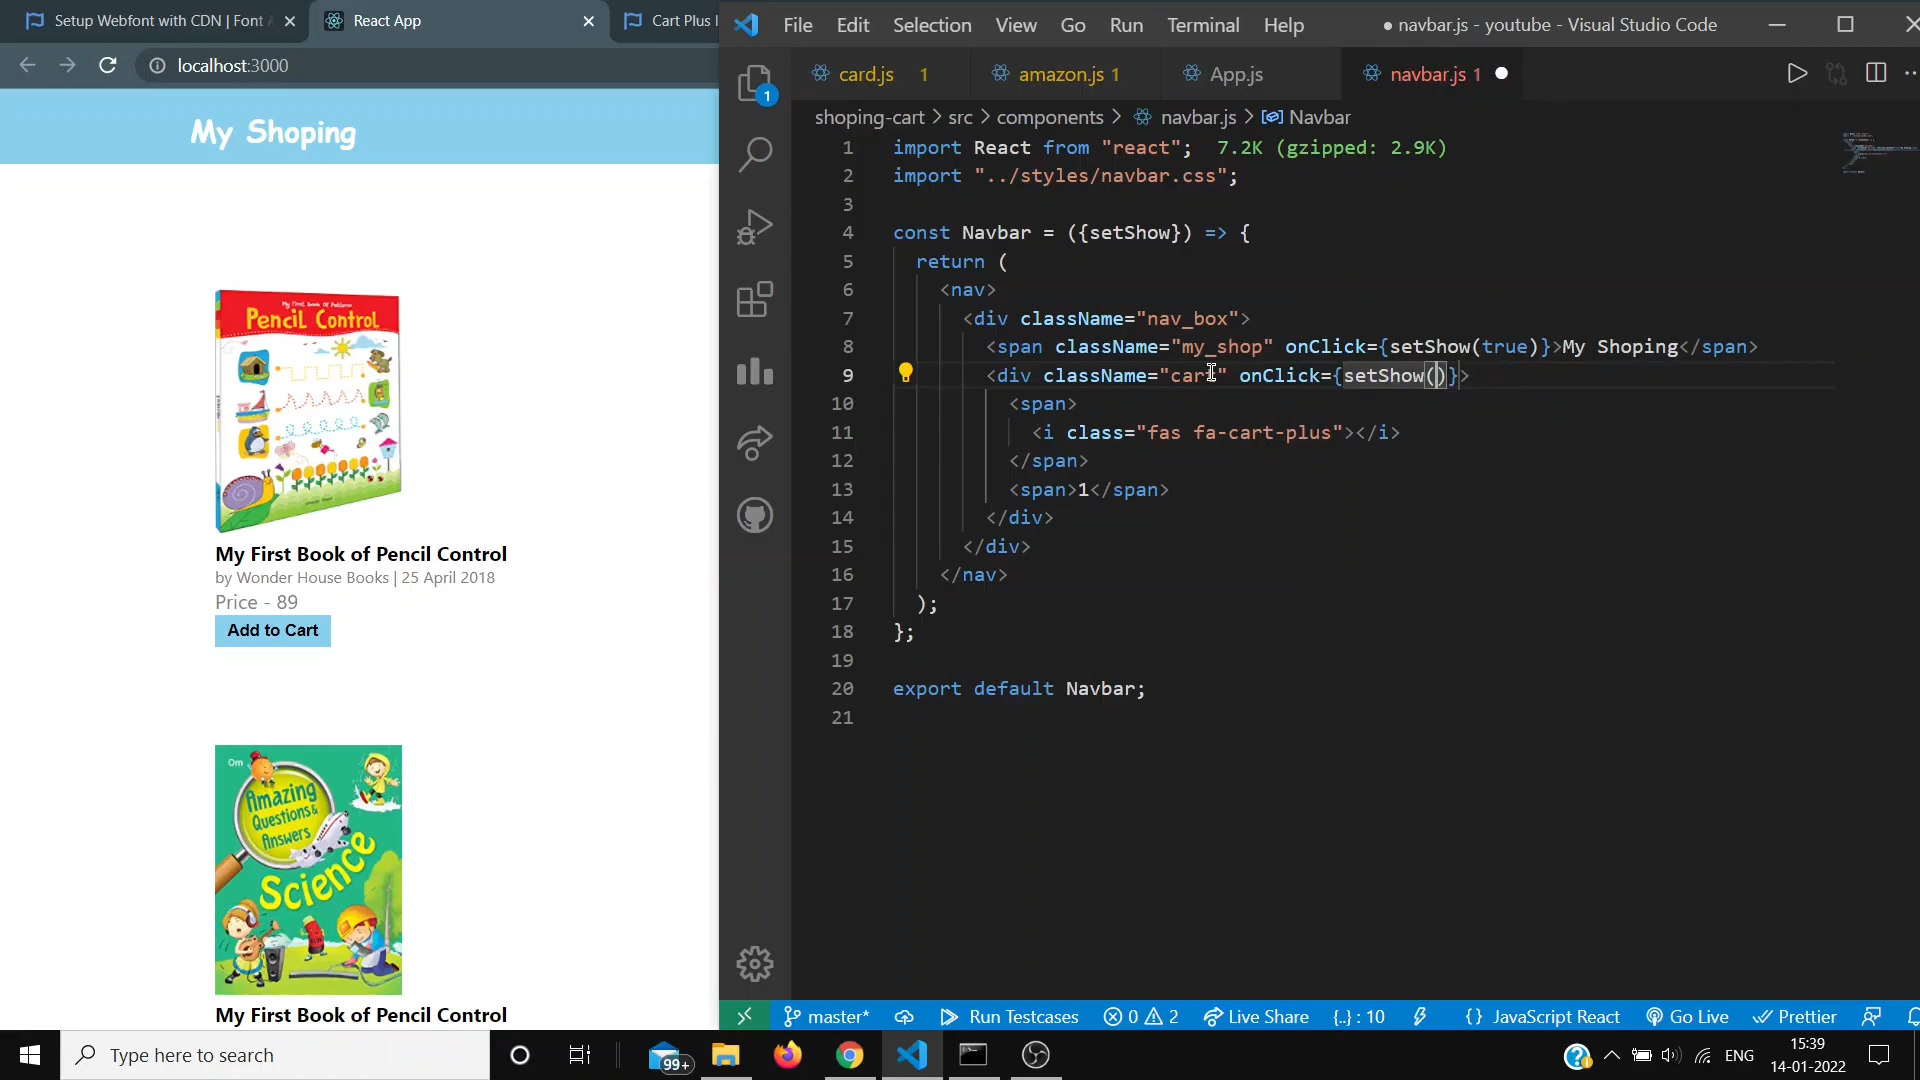 Setup Webfont with CDN | Font
React App
Cart Plus
localhost:3000
My Shoping
My First Book of Patterns
Pencil Control
My First Book of Pencil Control
by Wonder House Books | 25 April 2018
Price - 89
Add to Cart
Om
Amazing
Questions &
Answers
Science
My First Book of Pencil Control
File Edit Selection View Go Run Terminal Help
● navbar.js - youtube - Visual Studio Code
card.js 1
amazon.js 1
App.js
navbar.js 1
1
shoping-cart > src > components > navbar.js > Navbar
1 import React from "react"; 7.2K (gzipped: 2.9K)
2 import "../styles/navbar.css";
3
4 const Navbar = ({setShow}) => {
5 return (
6 <nav>
7 <div className="nav_box">
8 <span className="my_shop" onClick={setShow(true)}>My Shoping</span>
9 <div className="cart" onClick={setShow()}>
10 <span>
11 <i class="fas fa-cart-plus"></i>
12 </span>
13 <span>1</span>
14 </div>
15 </div>
16 </nav>
17 );
18 };
19
20 export default Navbar;
21
master* Run Testcases 0 2 Live Share {..} : 10 {} JavaScript React Go Live Prettier
Type here to search
99+
ENG
15:39
14-01-2022